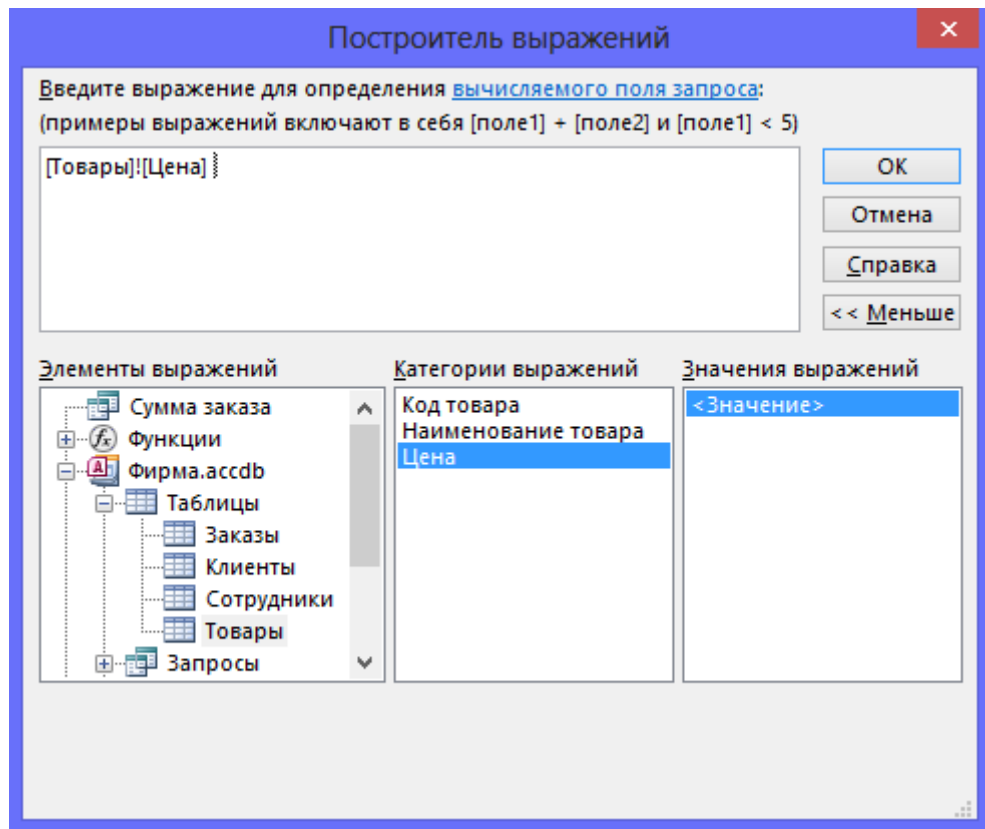 Построитель выражений
Введите выражение для определения вычисляемого поля запроса:
(примеры выражений включают в себя [поле1] + [поле2] и [поле1] < 5)
[Товары]![Цена]
ОК
Отмена
Справка
<< Меньше
Элементы выражений
Сумма заказа
Функции
Фирма.accdb
Таблицы
Заказы
Клиенты
Сотрудники
Товары
Запросы
Категории выражений
Код товара
Наименование товара
Цена
Значения выражений
<Значение>